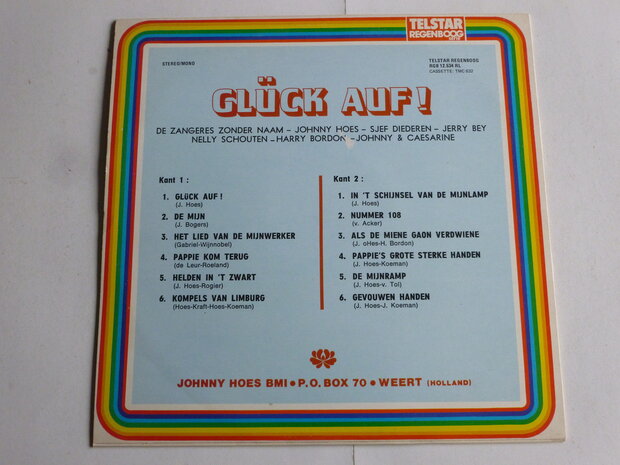 TELSTAR
REGENBOOG
SERIE
STEREO/MONO
TELSTAR REGENBOOG
RGB 12.534 RL
CASSETTE: TMC 632
GLÜCK AUF!
DE ZANGERES ZONDER NAAM – JOHNNY HOES – SJEF DIEDEREN – JERRY BEY
NELLY SCHOUTEN – HARRY BORDON – JOHNNY & CAESARINE
Kant 1 :
1. GLÜCK AUF!
(J. Hoes)
2. DE MIJN
(J. Bogers)
3. HET LIED VAN DE MIJNWERKER
(Gabriel-Wijnnobel)
4. PAPPIE KOM TERUG
(de Leur-Roeland)
5. HELDEN IN 'T ZWART
(J. Hoes-Rogier)
6. KOMPELS VAN LIMBURG
(Hoes-Kraft-Hoes-Koeman)
Kant 2 :
1. IN 'T SCHIJNSEL VAN DE MIJNLAMP
(J. Hoes)
2. NUMMER 108
(v. Acker)
3. ALS DE MIENE GAON VERDWIENE
(J. oHes-H. Bordon)
4. PAPPIE'S GROTE STERKE HANDEN
(J. Hoes-Koeman)
5. DE MIJNRAMP
(J. Hoes-v. Tol)
6. GEVOUWEN HANDEN
(J. Hoes-J. Koeman)
JOHNNY HOES BMI • P.O. BOX 70 • WEERT (HOLLAND)